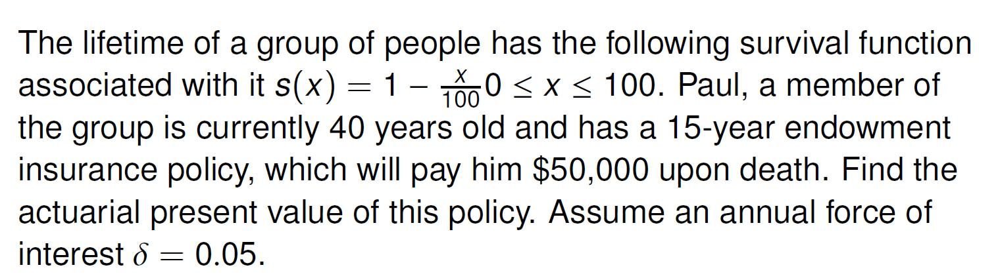 The lifetime of a group of people has the following survival function
associated with it s(x) = 1 − \frac{x}{100} 0 ≤ x ≤ 100. Paul, a member of
the group is currently 40 years old and has a 15-year endowment
insurance policy, which will pay him $50,000 upon death. Find the
actuarial present value of this policy. Assume an annual force of
interest δ = 0.05.